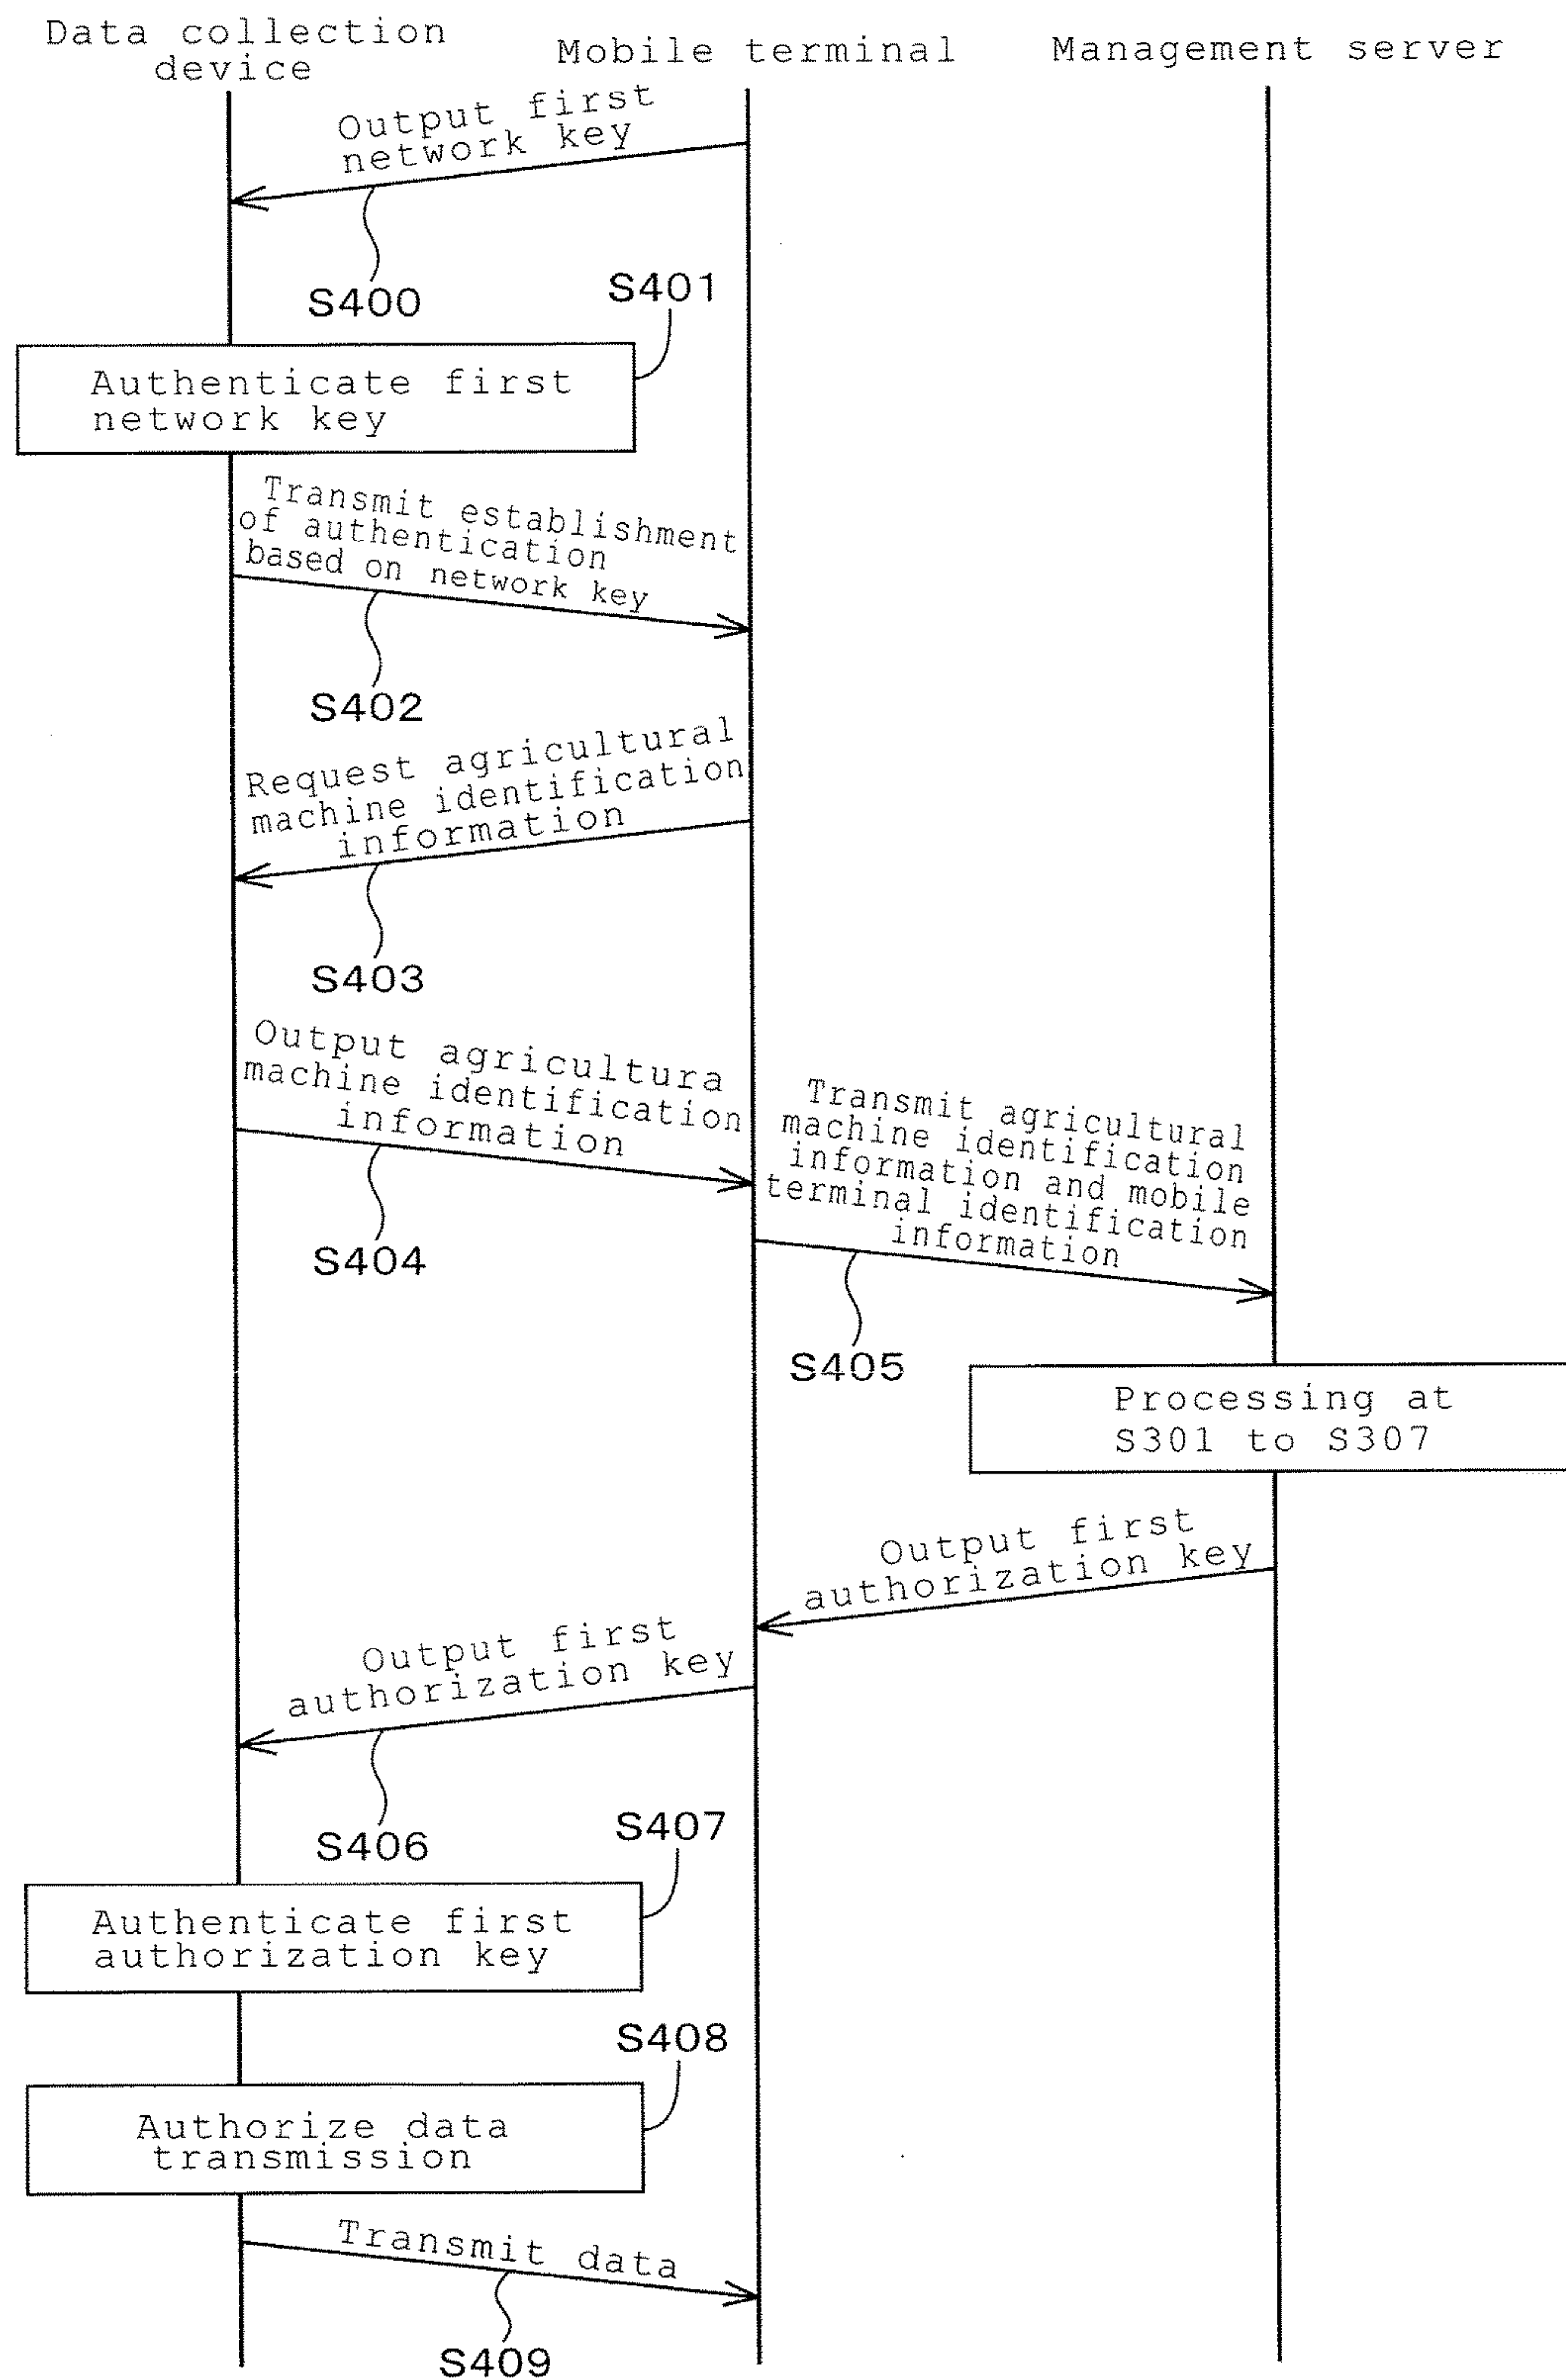 Data collection
device
Mobile terminal
Management server
Output first
network key
S400
S401
Authenticate first
network key
Transmit establishment
of authentication
based on network key
S402
Request agricultural
machine identification
information
S403
Output agricultura
machine identification
information
S404
Transmit agricultural
machine identification
information and mobile
terminal identification
information
S405
Processing at
S301 to S307
Output first
authorization key
Output first
authorization key
S406
S407
Authenticate first
authorization key
S408
Authorize data
transmission
Transmit data
S409